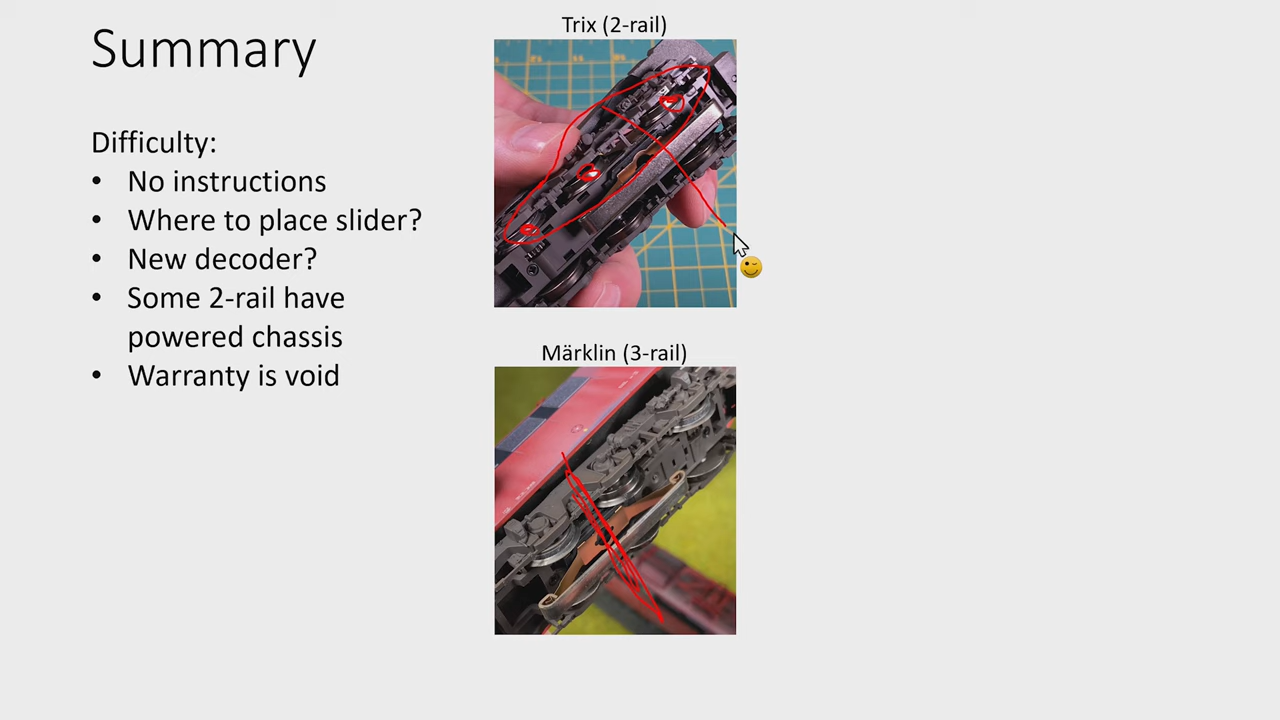 Summary
Difficulty:
• No instructions
• Where to place slider?
• New decoder?
• Some 2-rail have
powered chassis
• Warranty is void
Trix (2-rail)
Märklin (3-rail)